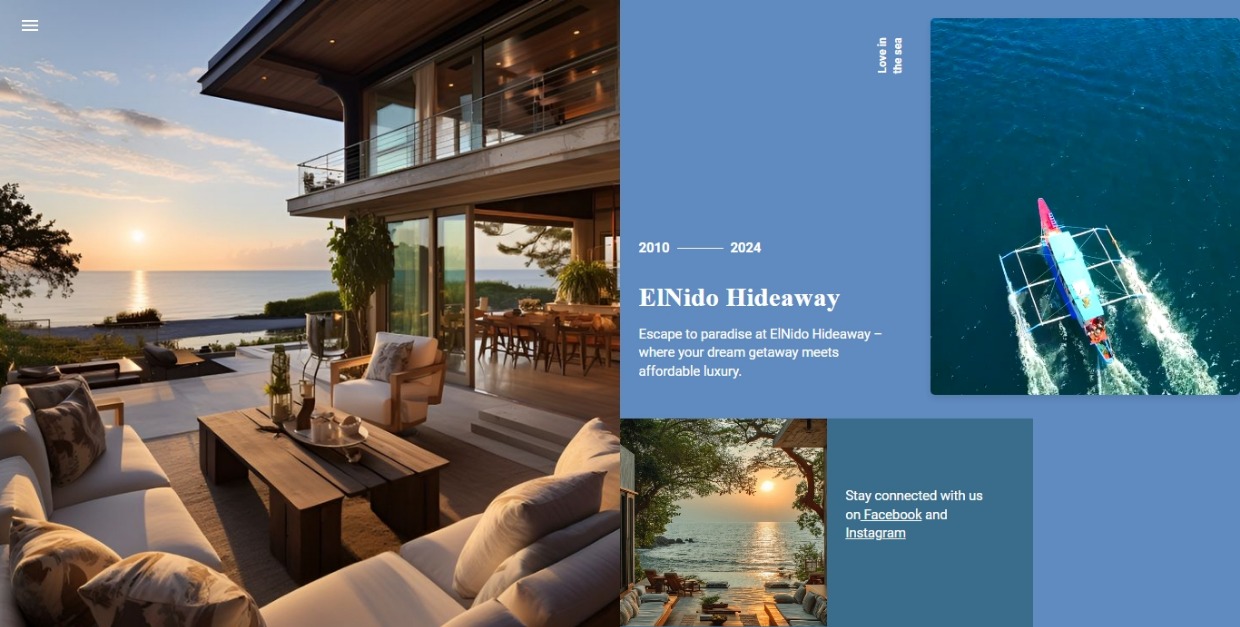 Love in
the sea
2010
2024
ElNido Hideaway
Escape to paradise at ElNido Hideaway –
where your dream getaway meets
affordable luxury.
Stay connected with us
on Facebook and
Instagram